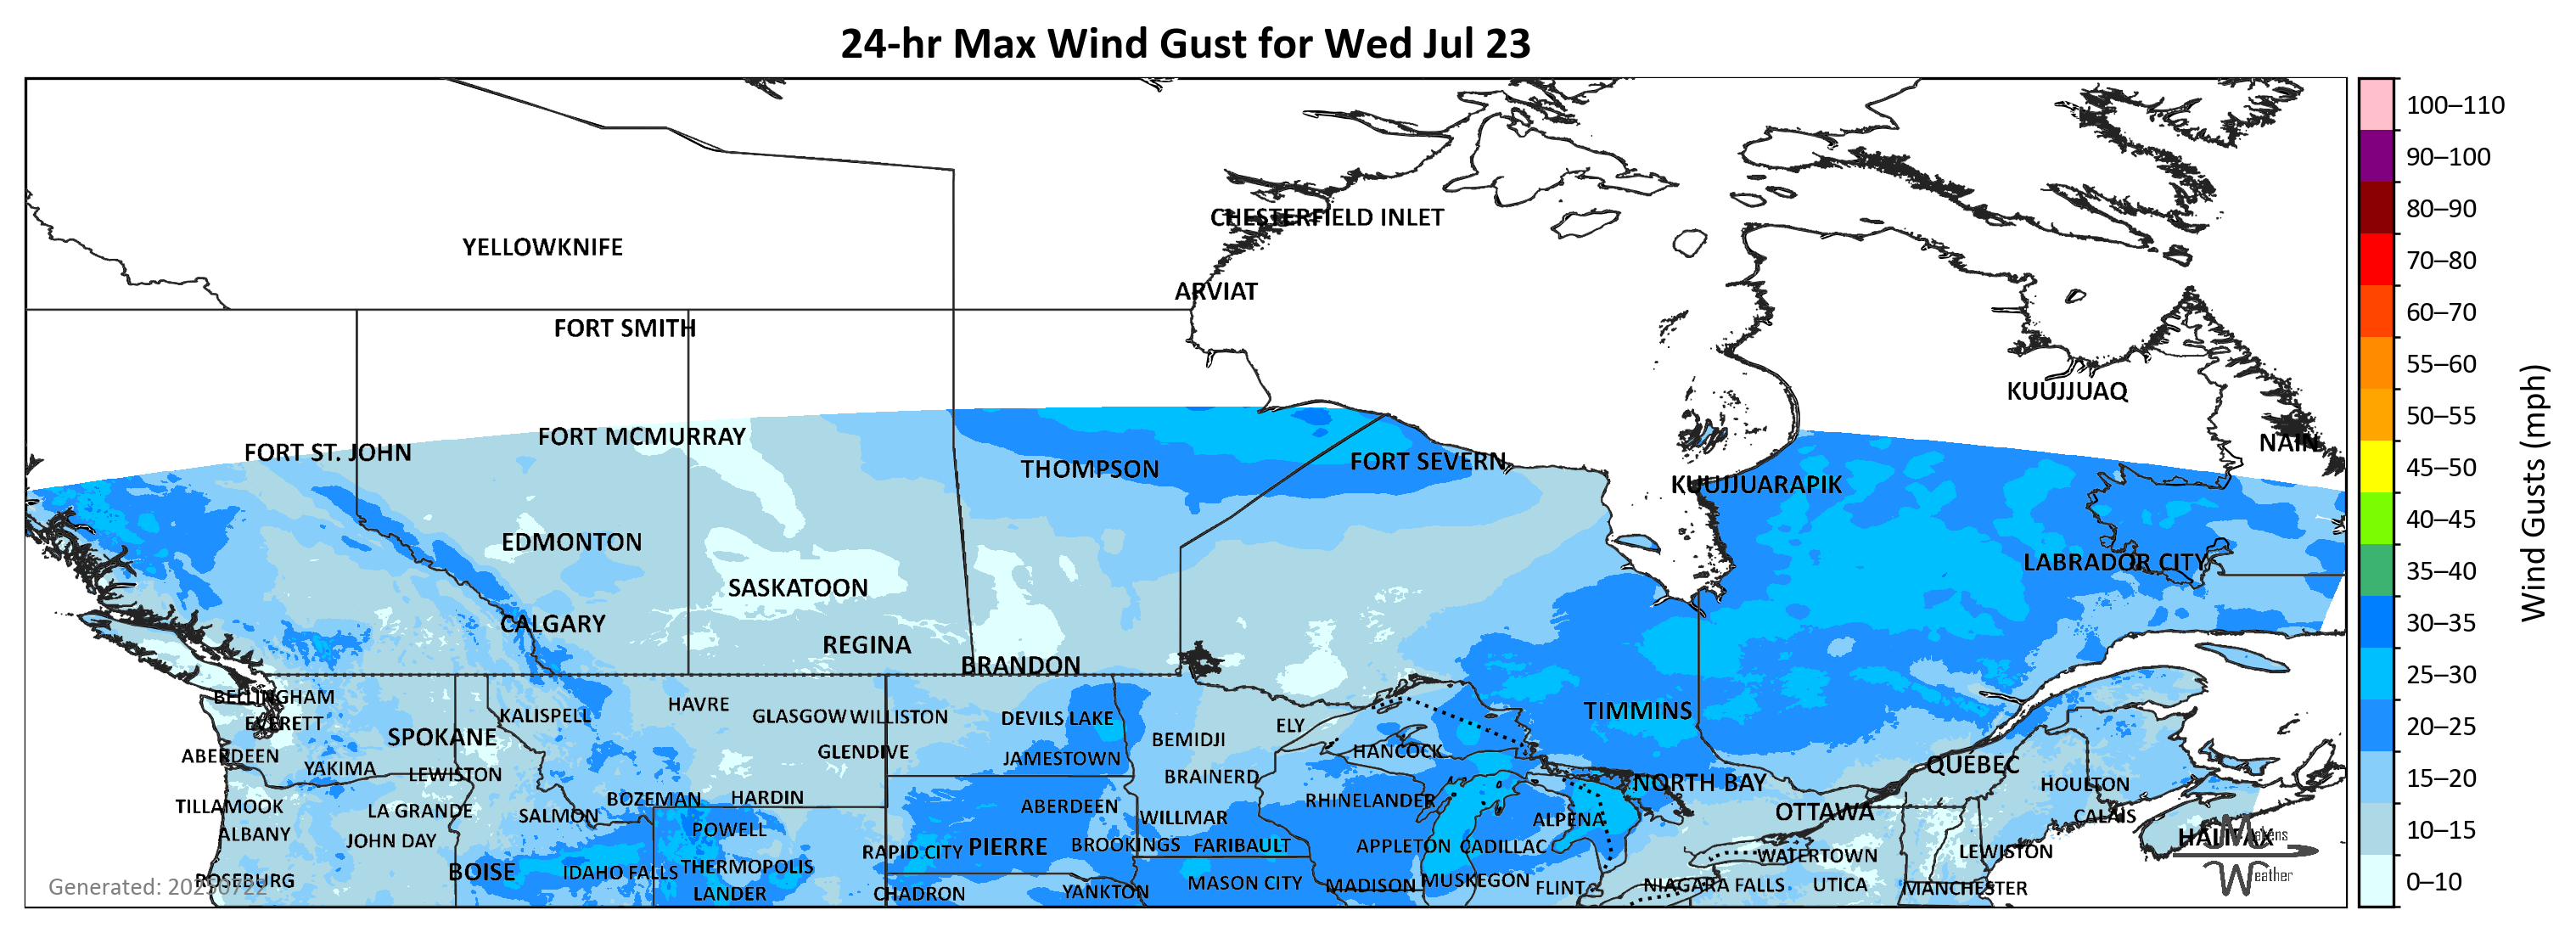 24-hr Max Wind Gust for Wed Jul 23
100–110
90–100
80–90
70–80
60–70
55–60
50–55
45–50
40–45
35–40
30–35
25–30
20–25
15–20
10–15
0–10
Wind Gusts (mph)
CHESTERFIELD INLET
YELLOWKNIFE
ARVIAT
FORT SMITH
KUUJJUAQ
FORT MCMURRAY
NAIN
FORT ST. JOHN
FORT SEVERN
THOMPSON
KUUJJUARAPIK
EDMONTON
LABRADOR CITY
SASKATOON
CALGARY
REGINA
BRANDON
BELLINGHAM
HAVRE
TIMMINS
KALISPELL
GLASGOW
WILLISTON
DEVILS LAKE
EVERETT
ELY
SPOKANE
BEMIDJI
HANCOCK
GLENDIVE
ABERDEEN
JAMESTOWN
QUEBEC
YAKIMA
LEWISTON
BRAINERD
NORTH BAY
HOULTON
BOZEMAN
HARDIN
RHINELANDER
TILLAMOOK
ABERDEEN
LA GRANDE
OTTAWA
SALMON
CALAIS
WILLMAR
ALPENA
POWELL
ALBANY
HALIFAX
JOHN DAY
PIERRE
BROOKINGS
FARIBAULT
APPLETON
CADILLAC
RAPID CITY
LEWISTON
WATERTOWN
THERMOPOLIS
BOISE
IDAHO FALLS
ROSEBURG
MUSKEGON
MASON CITY
MADISON
NIAGARA FALLS
UTICA
FLINT
MANCHESTER
LANDER
CHADRON
YANKTON
Generated: 20250722
Weather